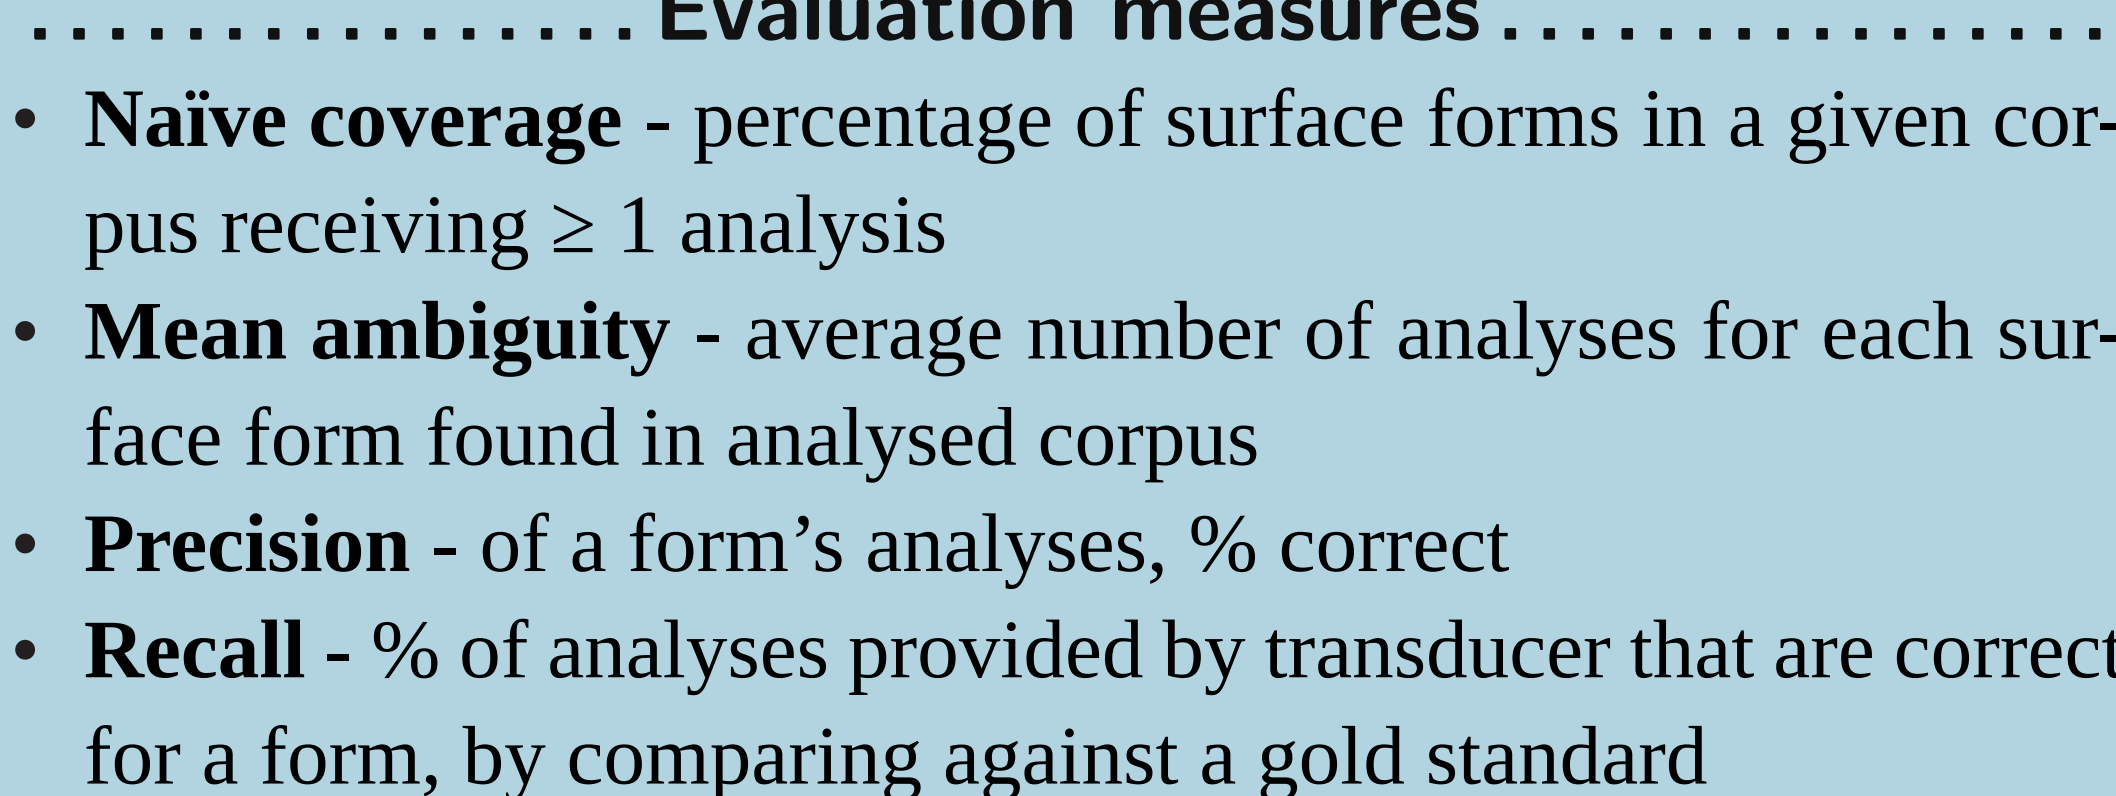 ............... Evaluation measures ...............
• Naïve coverage - percentage of surface forms in a given cor-
pus receiving ≥ 1 analysis
• Mean ambiguity - average number of analyses for each sur-
face form found in analysed corpus
• Precision - of a form’s analyses, % correct
• Recall - % of analyses provided by transducer that are correct
for a form, by comparing against a gold standard